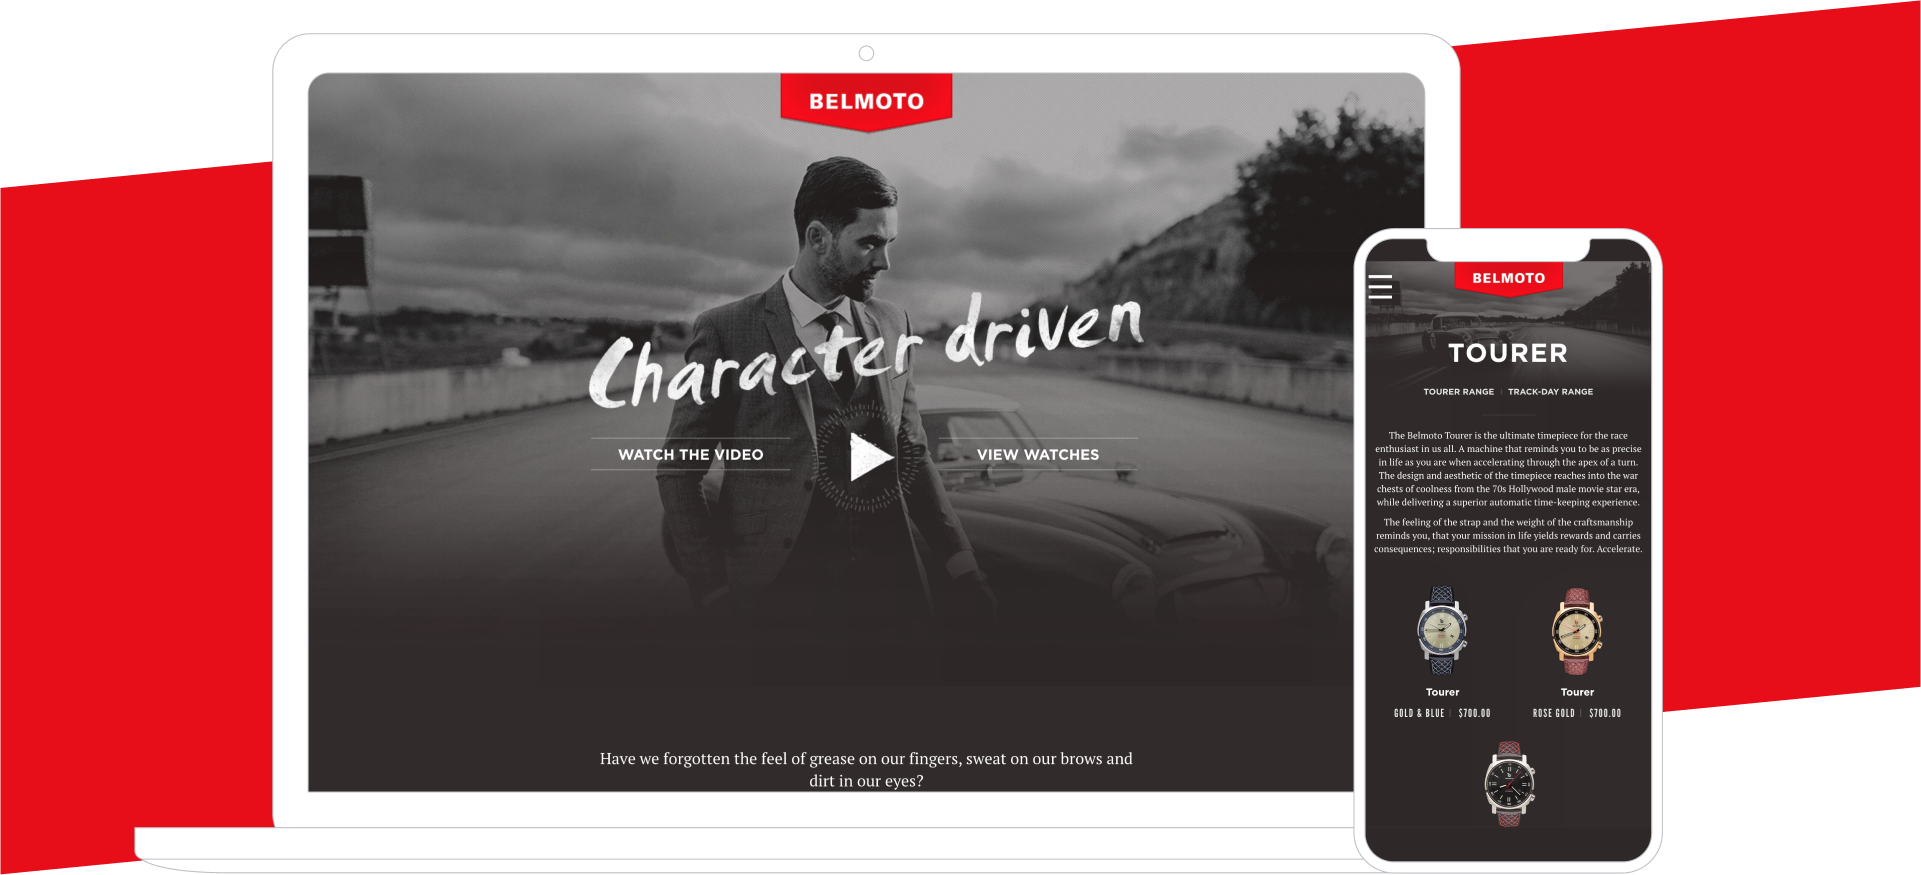 BELMOTO
Character driven
WATCH THE VIDEO
VIEW WATCHES
Have we forgotten the feel of grease on our fingers, sweat on our brows and
dirt in our eyes?
BELMOTO
TOURER
TOURER RANGE | TRACK-DAY RANGE
The Belmoto Tourer is the ultimate timepiece for the race
enthusiast in us all. A machine that reminds you to be as precise
in life as you are when accelerating through the apex of a turn.
The design and aesthetic of the timepiece reaches into the war
chests of coolness from the 70s Hollywood male movie star era,
while delivering a superior automatic time-keeping experience.
The feeling of the strap and the weight of the craftsmanship
reminds you, that your mission in life yields rewards and carries
consequences; responsibilities that you are ready for. Accelerate.
Tourer
GOLD & BLUE | $700.00
Tourer
ROSE GOLD | $700.00